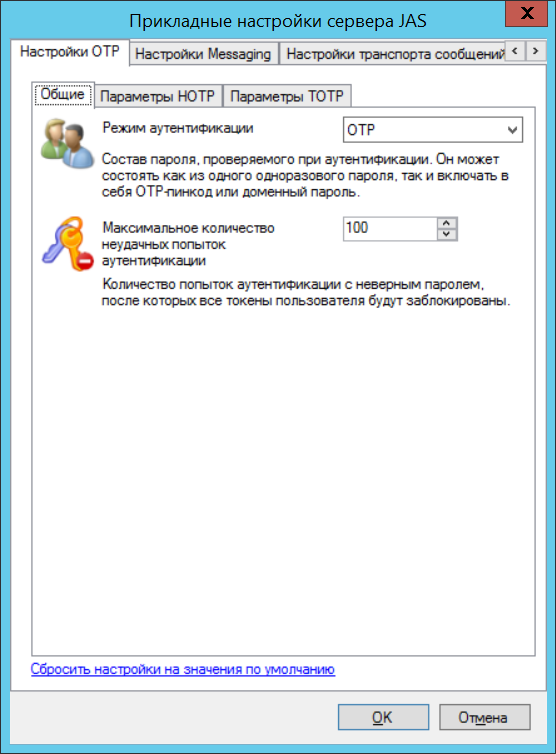 Прикладные настройки сервера JAS
X
Настройки OTP Настройки Messaging Настройки транспорта сообщений
Общие Параметры HOTP Параметры TOTP
Режим аутентификации OTP
Состав пароля, проверяемого при аутентификации. Он может
состоять как из одного одноразового пароля, так и включать в
себя OTP-пинкод или доменный пароль.
Максимальное количество 100
неудачных попыток
аутентификации
Количество попыток аутентификации с неверным паролем,
после которых все токены пользователя будут заблокированы.
Сбросить настройки на значения по умолчанию
OK Отмена